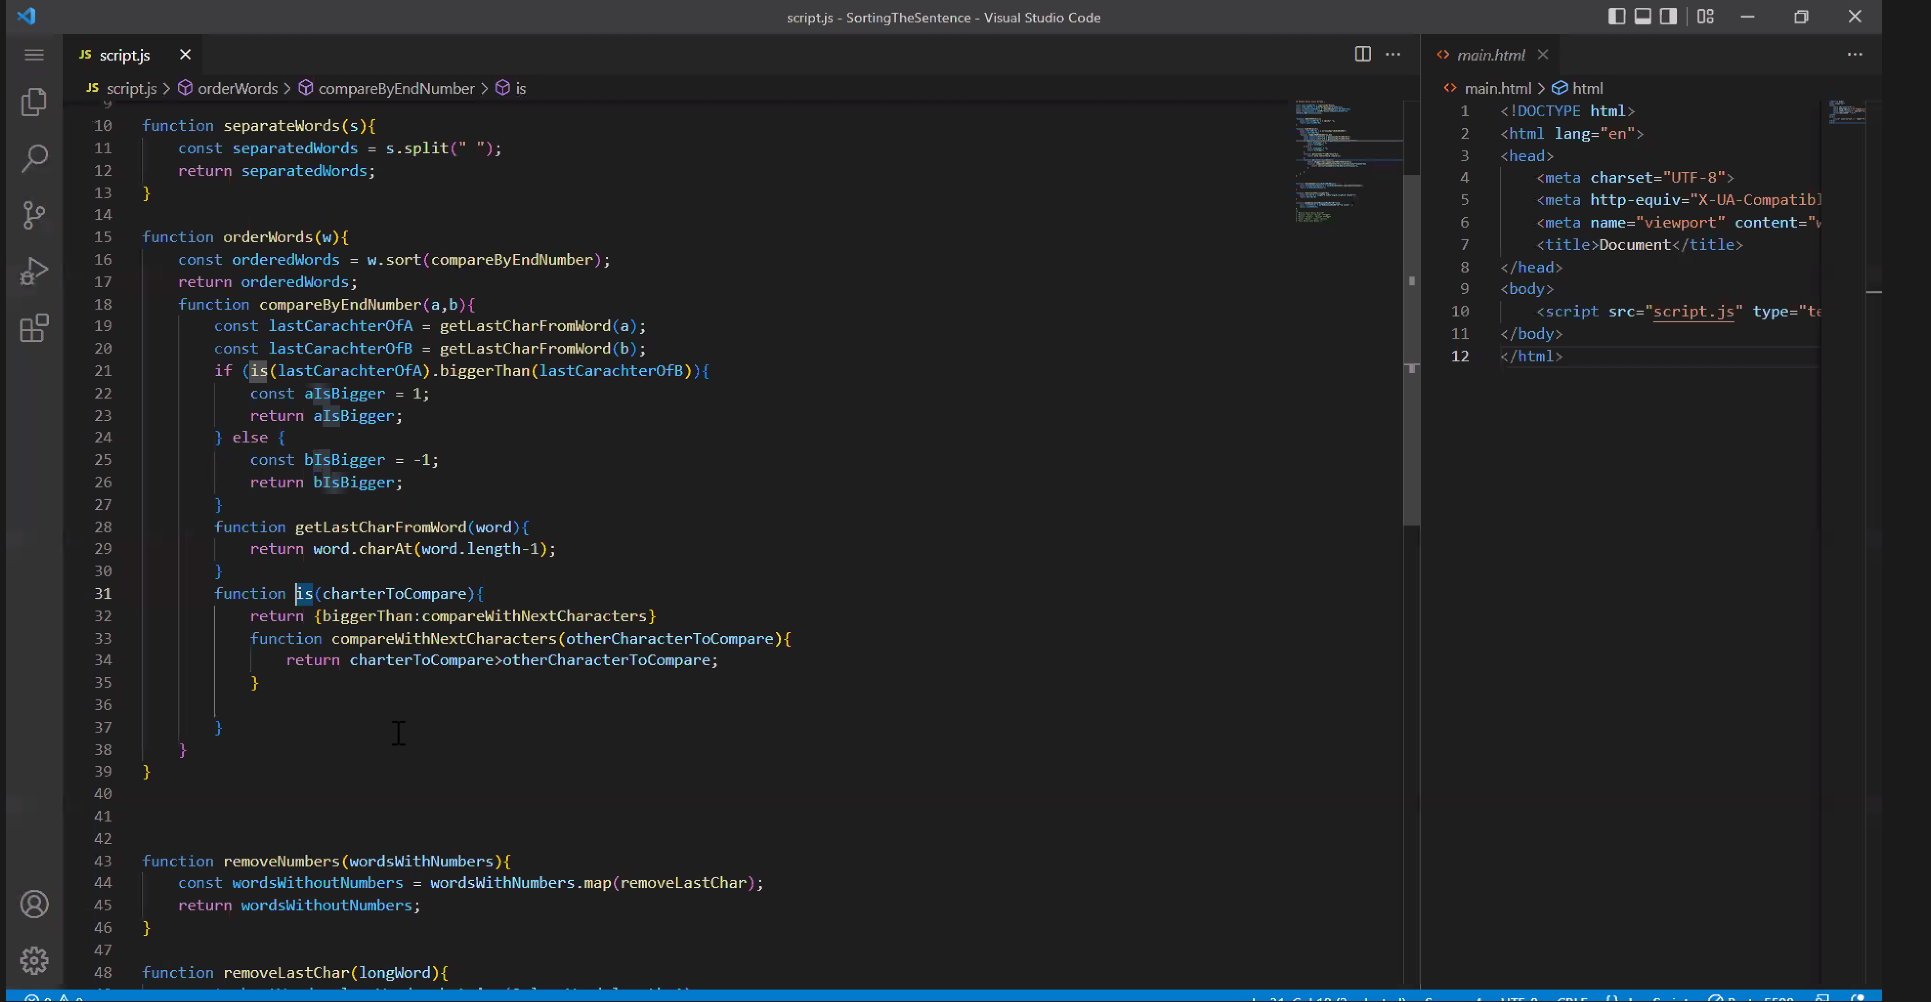 script.js - SortingTheSentence - Visual Studio Code
JS script.js
JS script.js > orderWords > compareByEndNumber > is
9
10 function separateWords(s){
11 const separatedWords = s.split(" ");
12 return separatedWords;
13 }
14
15 function orderWords(w){
16 const orderedWords = w.sort(compareByEndNumber);
17 return orderedWords;
18 function compareByEndNumber(a,b){
19 const lastCarachterOfA = getLastCharFromWord(a);
20 const lastCarachterOfB = getLastCharFromWord(b);
21 if (is(lastCarachterOfA).biggerThan(lastCarachterOfB)){
22 const aIsBigger = 1;
23 return aIsBigger;
24 } else {
25 const bIsBigger = -1;
26 return bIsBigger;
27 }
28 function getLastCharFromWord(word){
29 return word.charAt(word.length-1);
30 }
31 function is(charterToCompare){
32 return {biggerThan:compareWithNextCharacters}
33 function compareWithNextCharacters(otherCharacterToCompare){
34 return charterToCompare>otherCharacterToCompare;
35 }
36
37 }
38 }
39 }
40
41
42
43 function removeNumbers(wordsWithNumbers){
44 const wordsWithoutNumbers = wordsWithNumbers.map(removeLastChar);
45 return wordsWithoutNumbers;
46 }
47
48 function removeLastChar(longWord){
main.html
main.html > html
1 <!DOCTYPE html>
2 <html lang="en">
3 <head>
4 <meta charset="UTF-8">
5 <meta http-equiv="X-UA-Compatibl
6 <meta name="viewport" content="w
7 <title>Document</title>
8 </head>
9 <body>
10 <script src="script.js" type="te
11 </body>
12 </html>